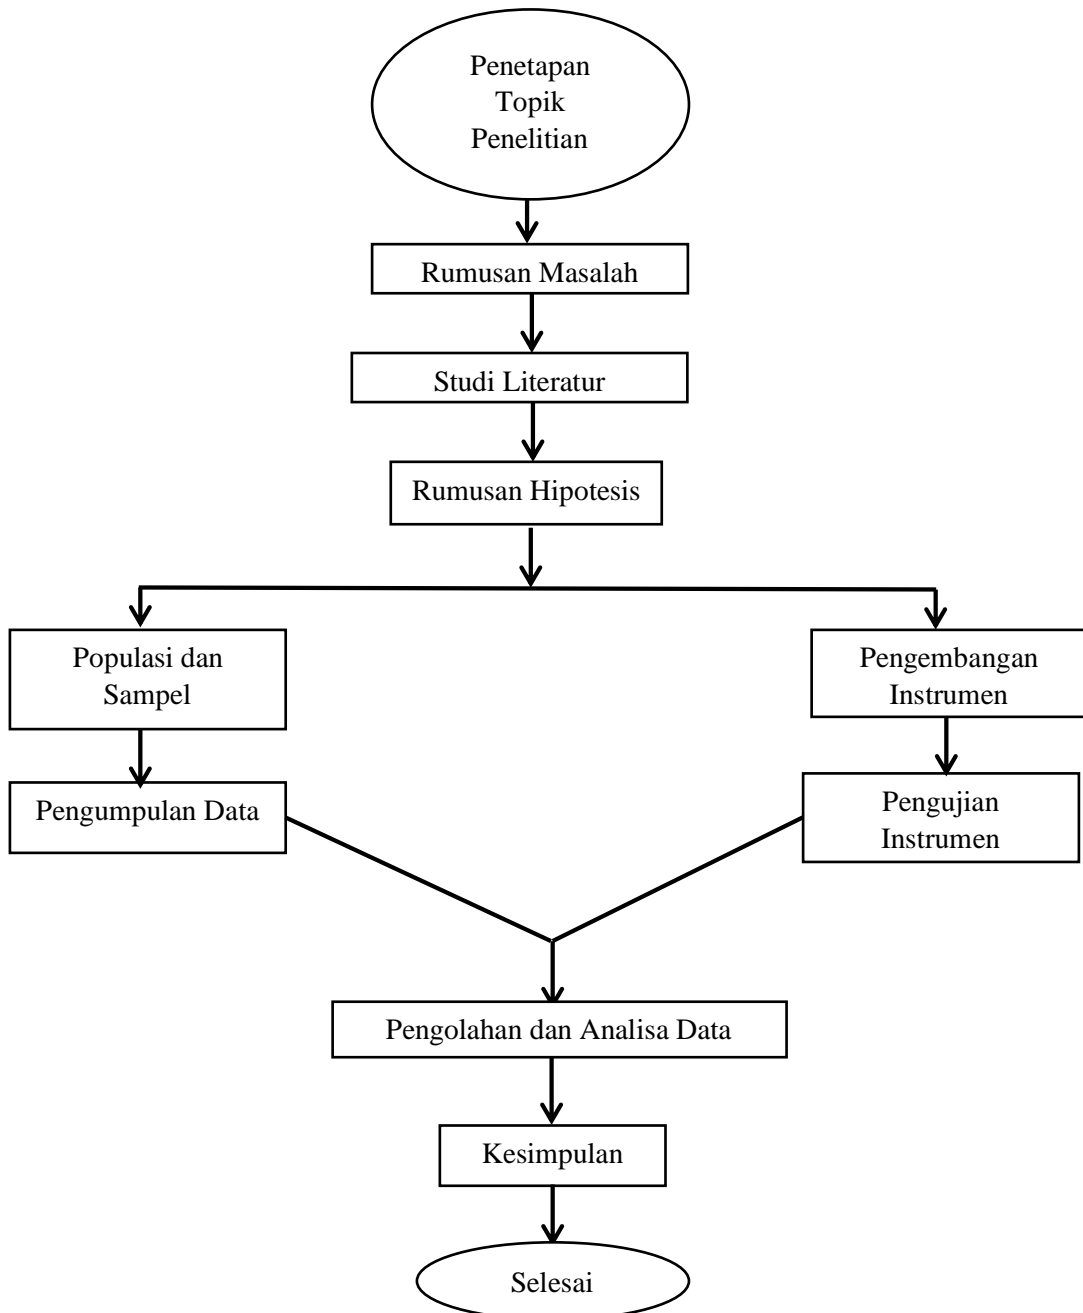 Penetapan
Topik
Penelitian
Rumusan Masalah
Studi Literatur
Rumusan Hipotesis
Populasi dan
Sampel
Pengembangan
Instrumen
Pengumpulan Data
Pengujian
Instrumen
Pengolahan dan Analisa Data
Kesimpulan
Selesai